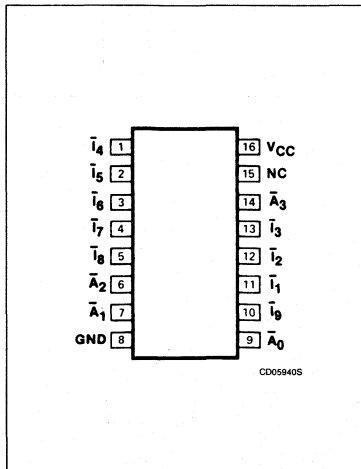 Ī₄ 1 16 V_CC
Ī₅ 2 15 NC
Ī₆ 3 14 Ā₃
Ī₇ 4 13 Ī₃
Ī₈ 5 12 Ī₂
Ā₂ 6 11 Ī₁
Ā₁ 7 10 Ī₉
GND 8 9 Ā₀
CD05940S